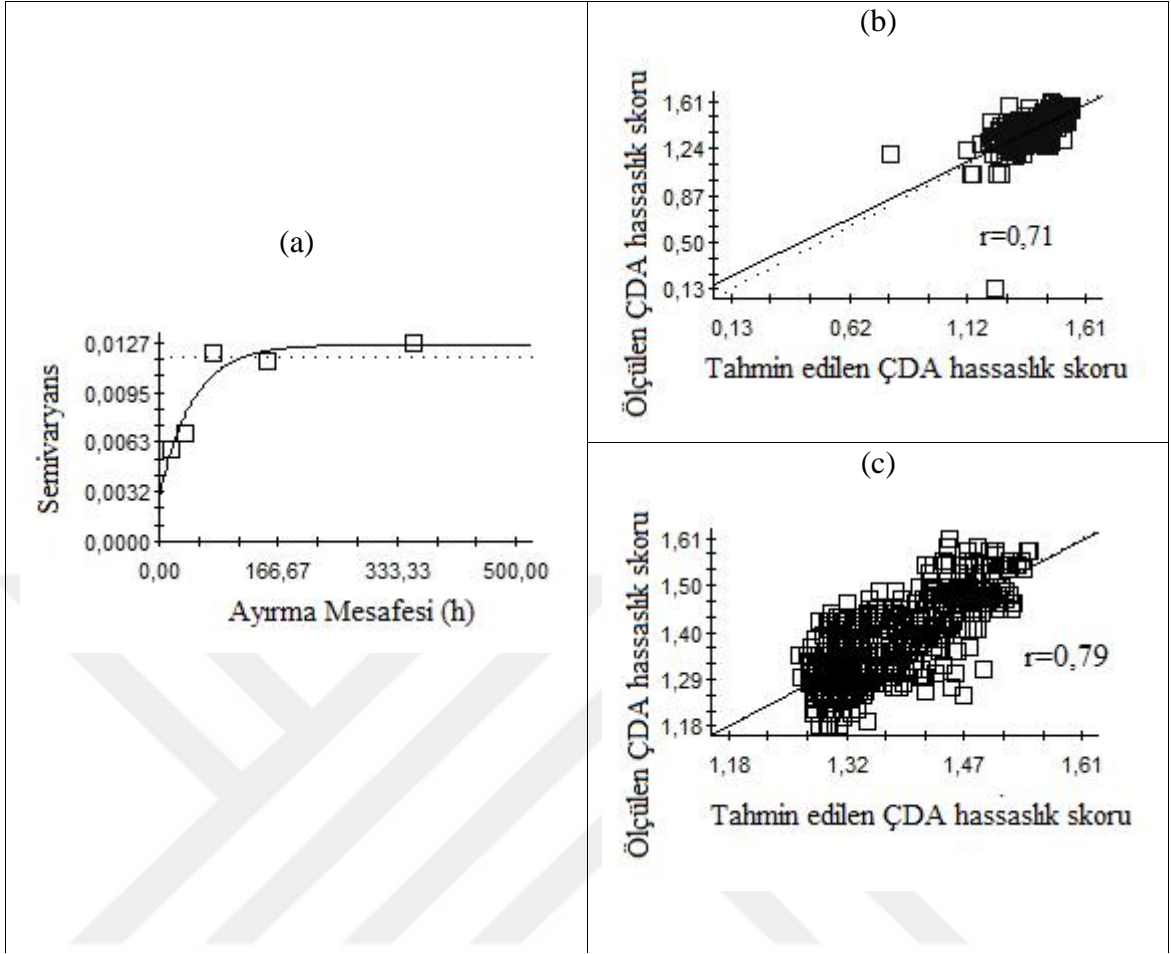 (a)
Semivaryans
0,0127
0,0095
0,0063
0,0032
0,0000
0,00 166,67 333,33 500,00
Ayırma Mesafesi (h)
(b)
Ölçülen ÇDA hassaslık skoru
1,61
1,24
0,87
0,50
0,13
r=0,71
0,13 0,62 1,12 1,61
Tahmin edilen ÇDA hassaslık skoru
(c)
Ölçülen ÇDA hassaslık skoru
1,61
1,50
1,40
1,29
1,18
r=0,79
1,18 1,32 1,47 1,61
Tahmin edilen ÇDA hassaslık skoru